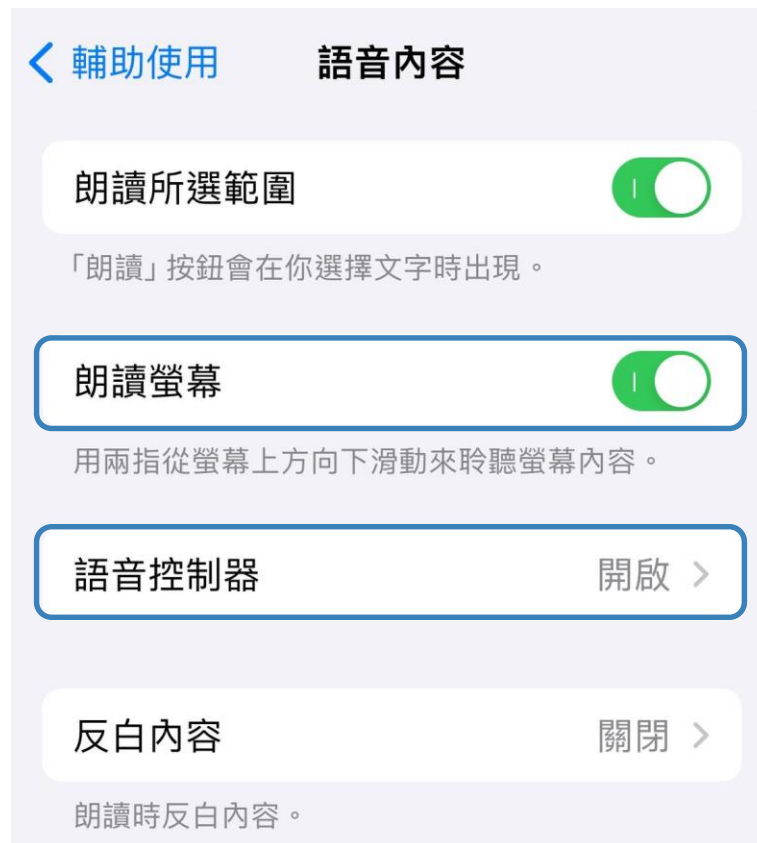 輔助使用 語音內容
朗讀所選範圍
「朗讀」按鈕會在你選擇文字時出現。
朗讀螢幕
用兩指從螢幕上方向下滑動來聆聽螢幕內容。
語音控制器 開啟
反白內容 關閉
朗讀時反白內容。